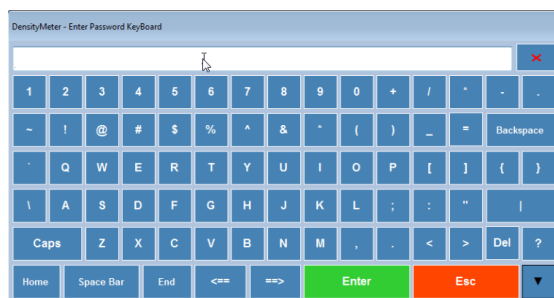 DensityMeter - Enter Password KeyBoard
1 2 3 4 5 6 7 8 9 0 + / * - .
~ ! @ # $ % ^ & * ( ) _ = Backspace
` Q W E R T Y U I O P [ ] { }
\ A S D F G H J K L ; : " |
Caps Z X C V B N M , . < > Del ?
Home Space Bar End <== ==> Enter Esc ▼